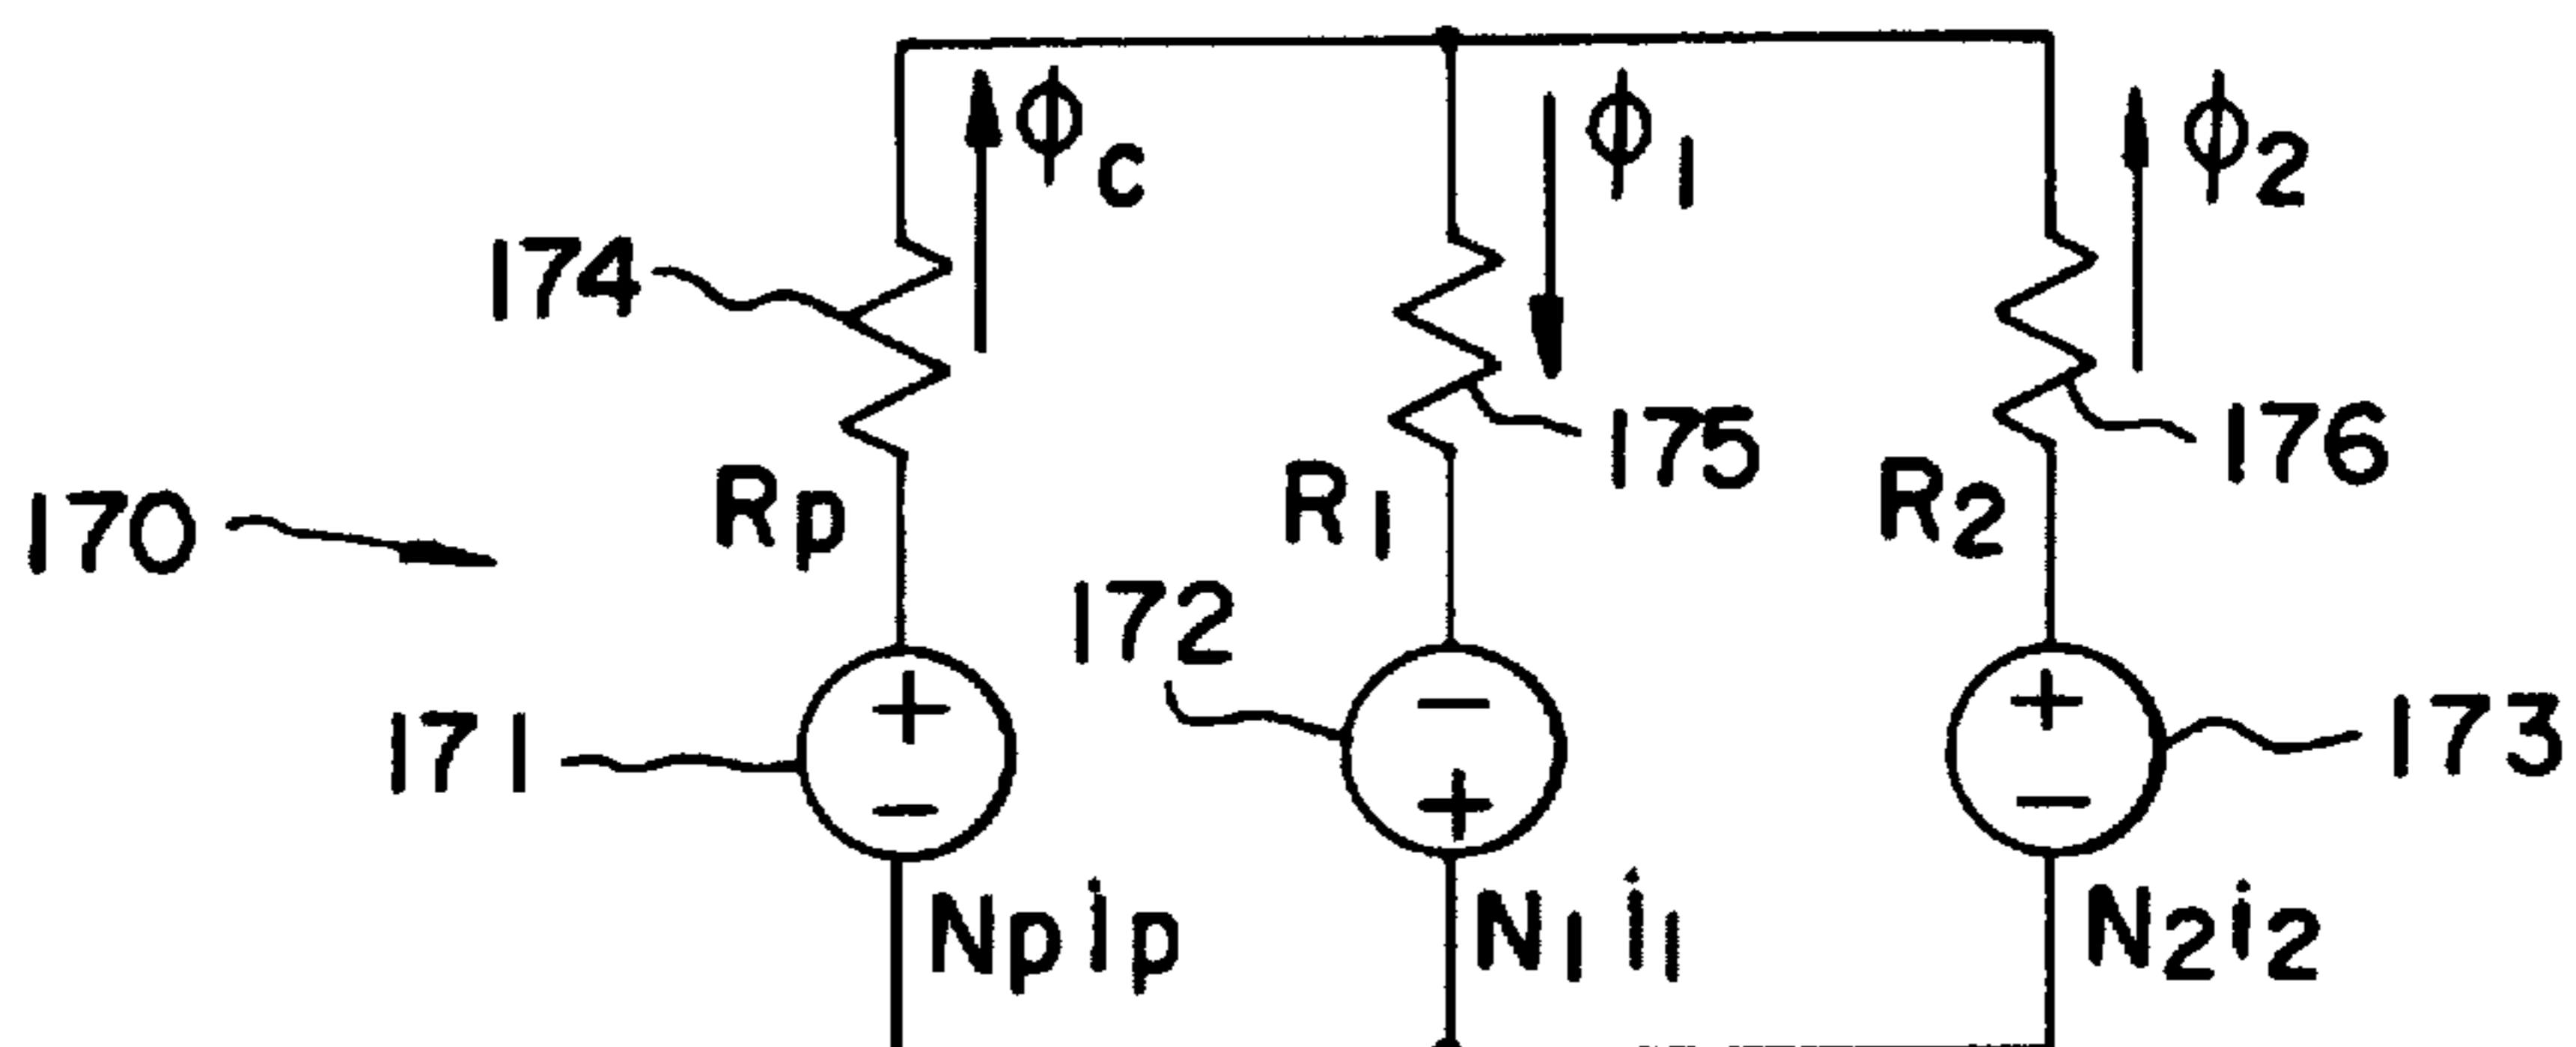 ϕc ϕ1 ϕ2
174
175 176
170 Rp R1 R2
172
171 + − + 173
− + −
Npip N1i1 N2i2